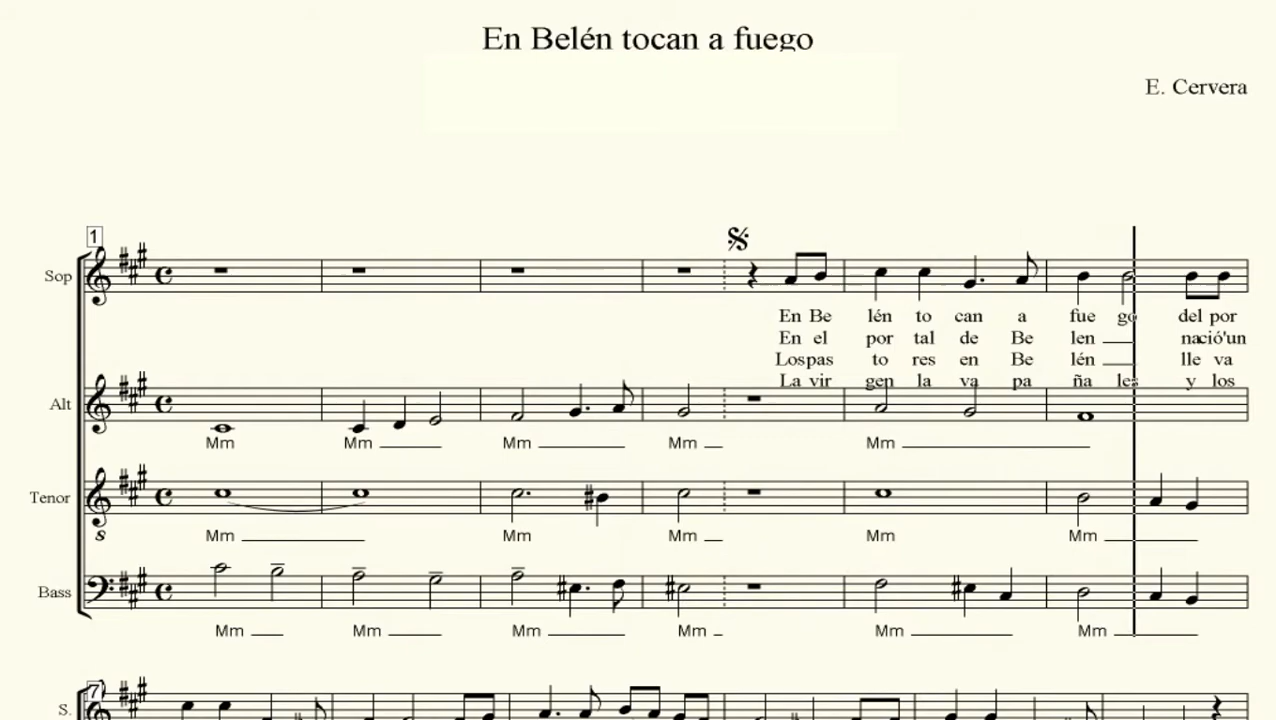 En Belén tocan a fuego
E. Cervera
1
Sop
En Be lén to can a fue go del por
En el por tal de Be len nació'un
Los pas to res en Be lén lle va
La vir gen la va pa ña les y los
Alt
Mm Mm Mm Mm Mm
Tenor
8
Mm Mm Mm Mm Mm
Bass
Mm Mm Mm Mm Mm Mm
7
S.